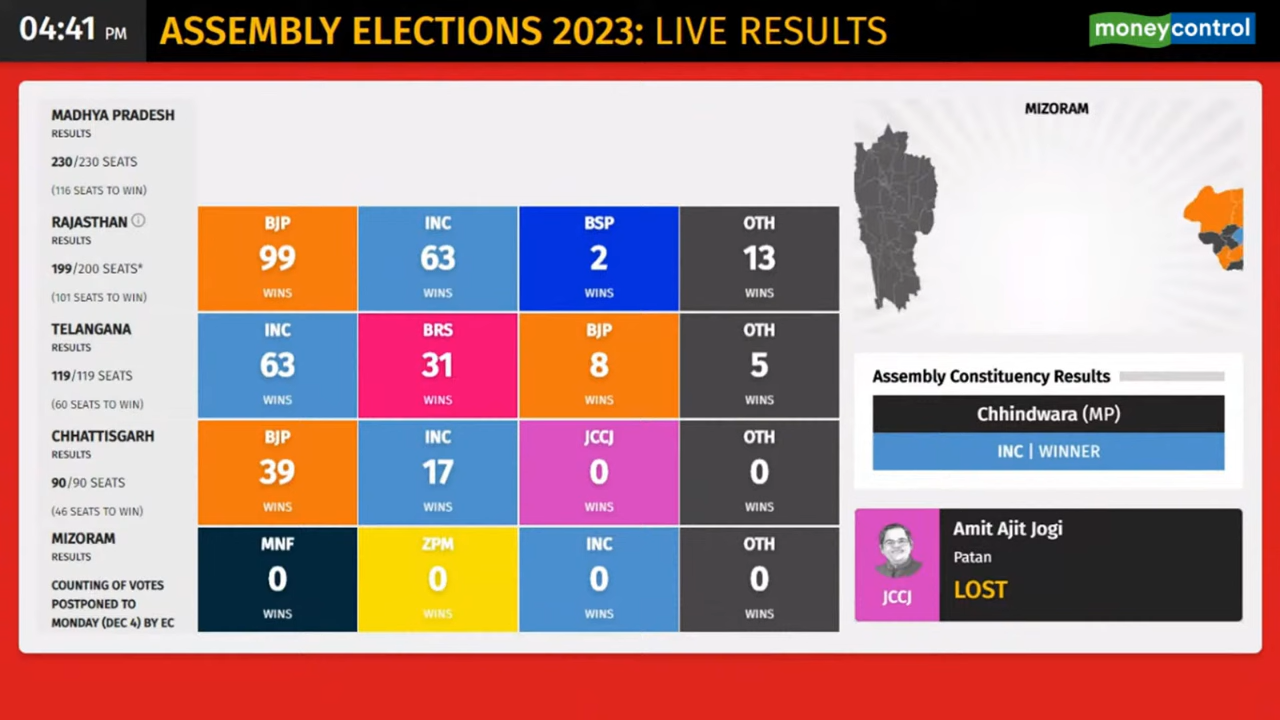 04:41 PM
ASSEMBLY ELECTIONS 2023: LIVE RESULTS
moneycontrol
MADHYA PRADESH
RESULTS
230/230 SEATS
(116 SEATS TO WIN)
RAJASTHAN ⓘ
RESULTS
199/200 SEATS*
(101 SEATS TO WIN)
BJP
99
WINS
INC
63
WINS
BSP
2
WINS
OTH
13
WINS
TELANGANA
RESULTS
119/119 SEATS
(60 SEATS TO WIN)
INC
63
WINS
BRS
31
WINS
BJP
8
WINS
OTH
5
WINS
CHHATTISGARH
RESULTS
90/90 SEATS
(46 SEATS TO WIN)
BJP
39
WINS
INC
17
WINS
JCCJ
0
WINS
OTH
0
WINS
MIZORAM
RESULTS
COUNTING OF VOTES
POSTPONED TO
MONDAY (DEC 4) BY EC
MNF
0
WINS
ZPM
0
WINS
INC
0
WINS
OTH
0
WINS
MIZORAM
Assembly Constituency Results
Chhindwara (MP)
INC | WINNER
JCCJ
Amit Ajit Jogi
Patan
LOST